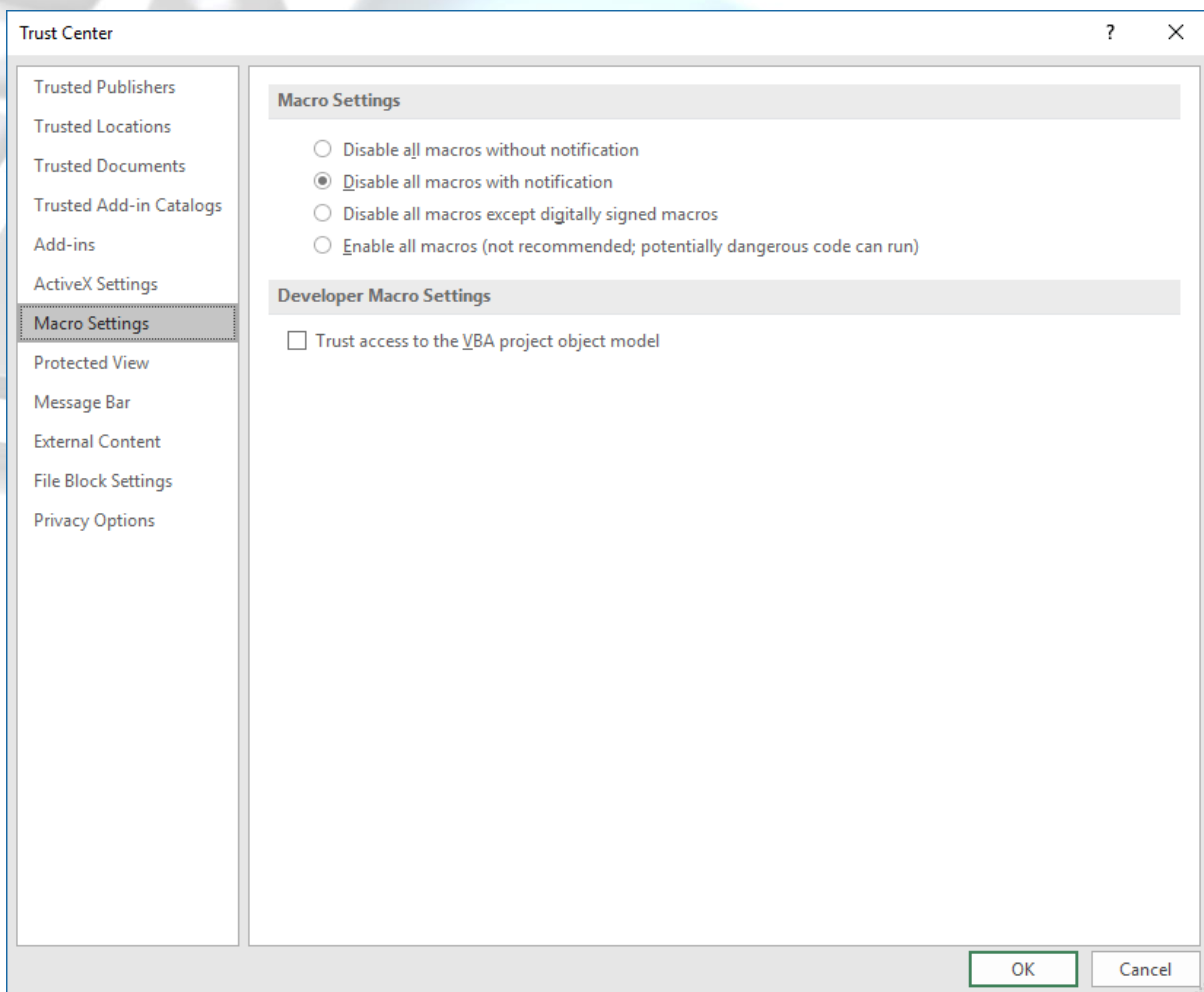 Trust Center
?
Trusted Publishers
Trusted Locations
Trusted Documents
Trusted Add-in Catalogs
Add-ins
ActiveX Settings
Macro Settings
Protected View
Message Bar
External Content
File Block Settings
Privacy Options
Macro Settings
Disable all macros without notification
Disable all macros with notification
Disable all macros except digitally signed macros
Enable all macros (not recommended; potentially dangerous code can run)
Developer Macro Settings
Trust access to the VBA project object model
OK
Cancel